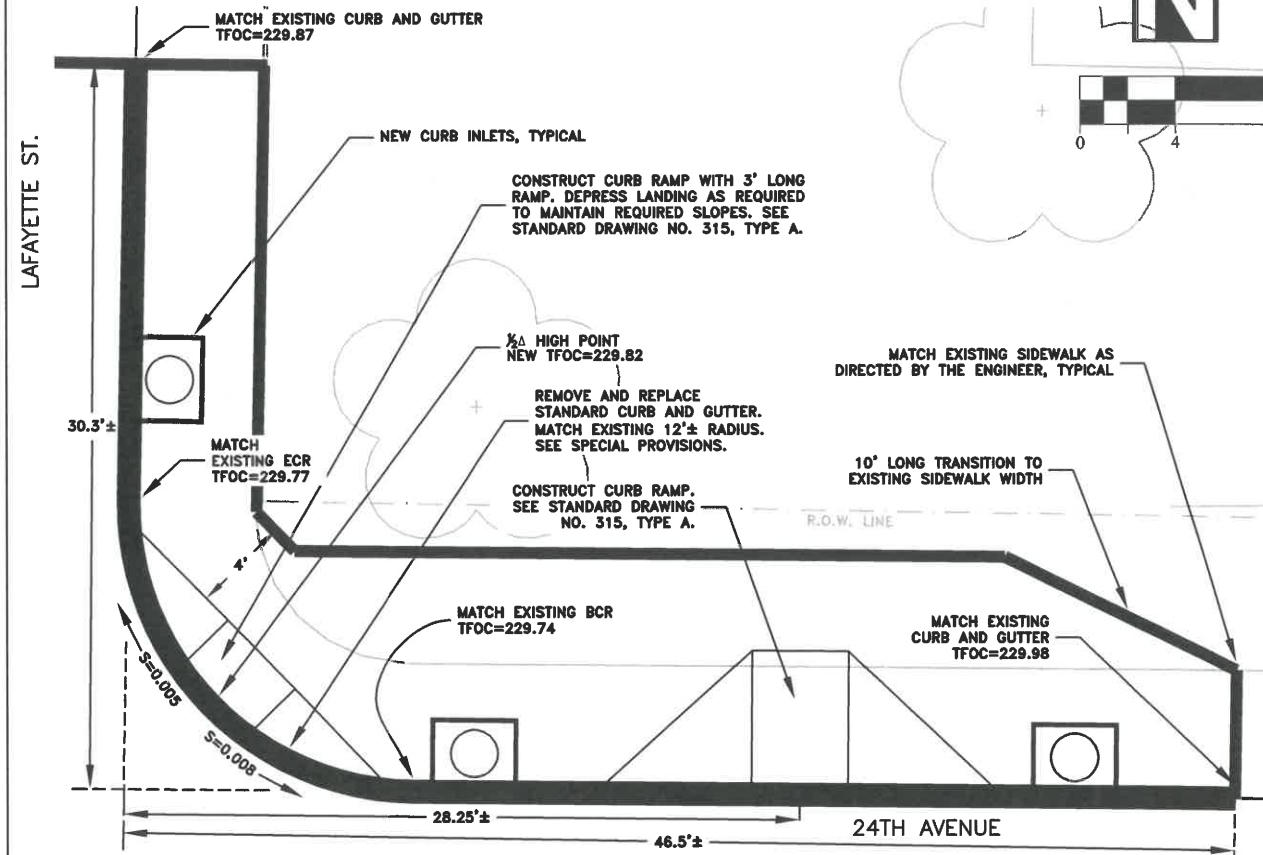 MATCH EXISTING CURB AND GUTTER
TFOC=229.87
N
0
4
LAFAYETTE ST.
NEW CURB INLETS, TYPICAL
CONSTRUCT CURB RAMP WITH 3' LONG
RAMP. DEPRESS LANDING AS REQUIRED
TO MAINTAIN REQUIRED SLOPES. SEE
STANDARD DRAWING NO. 315, TYPE A.
½Δ HIGH POINT
NEW TFOC=229.82
MATCH EXISTING SIDEWALK AS
DIRECTED BY THE ENGINEER, TYPICAL
REMOVE AND REPLACE
STANDARD CURB AND GUTTER.
MATCH EXISTING 12'± RADIUS.
SEE SPECIAL PROVISIONS.
30.3'±
MATCH
EXISTING ECR
TFOC=229.77
10' LONG TRANSITION TO
EXISTING SIDEWALK WIDTH
CONSTRUCT CURB RAMP.
SEE STANDARD DRAWING
NO. 315, TYPE A.
R.O.W. LINE
4'
MATCH EXISTING BCR
TFOC=229.74
MATCH EXISTING
CURB AND GUTTER
TFOC=229.98
S=0.005
S=0.008
28.25'±
24TH AVENUE
46.5'±